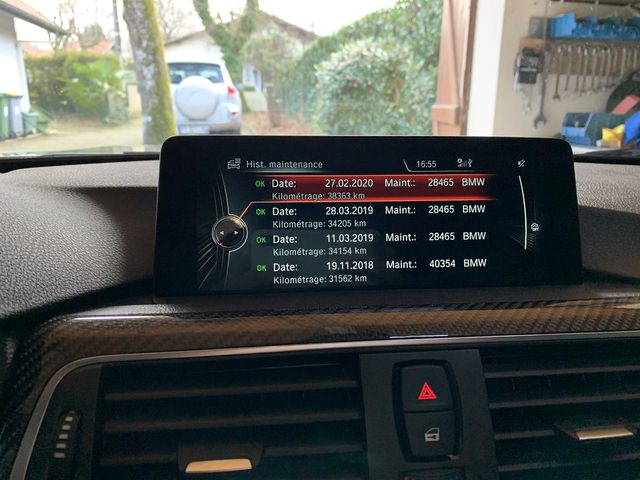 Hist. maintenance 16:55
OK Date: 27.02.2020 Maint.: 28465 BMW
Kilométrage: 38363 km
OK Date: 28.03.2019 Maint.: 28465 BMW
Kilométrage: 34205 km
OK Date: 11.03.2019 Maint.: 28465 BMW
Kilométrage: 34154 km
OK Date: 19.11.2018 Maint.: 40354 BMW
Kilométrage: 31562 km